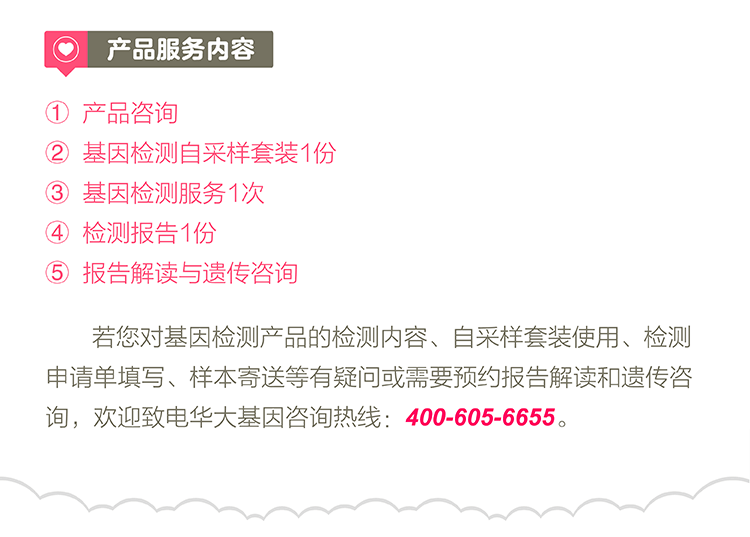 产品服务内容
① 产品咨询
② 基因检测自采样套装1份
③ 基因检测服务1次
④ 检测报告1份
⑤ 报告解读与遗传咨询
若您对基因检测产品的检测内容、自采样套装使用、检测
申请单填写、样本寄送等有疑问或需要预约报告解读和遗传咨
询，欢迎致电华大基因咨询热线：400-605-6655。